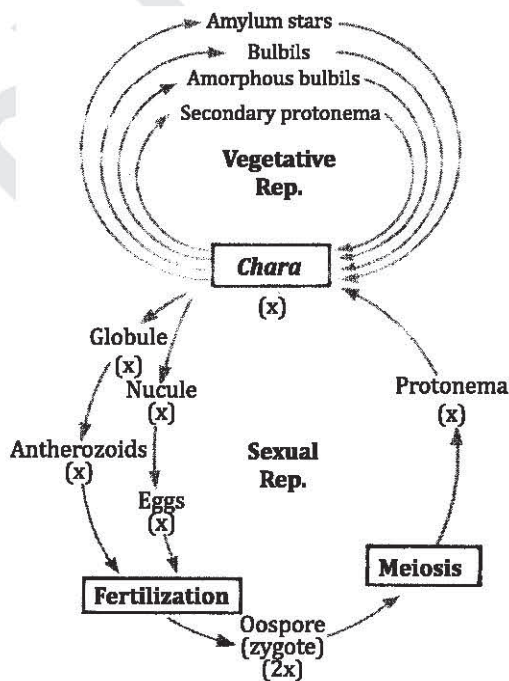 Amylum stars
Bulbils
Amorphous bulbils
Secondary protonema
Vegetative
Rep.
Chara
(x)
Globule
(x)
Nucule
(x)
Protonema
(x)
Antherozoids
(x)
Sexual
Rep.
Eggs
(x)
Meiosis
Fertilization
Oospore
(zygote)
(2x)